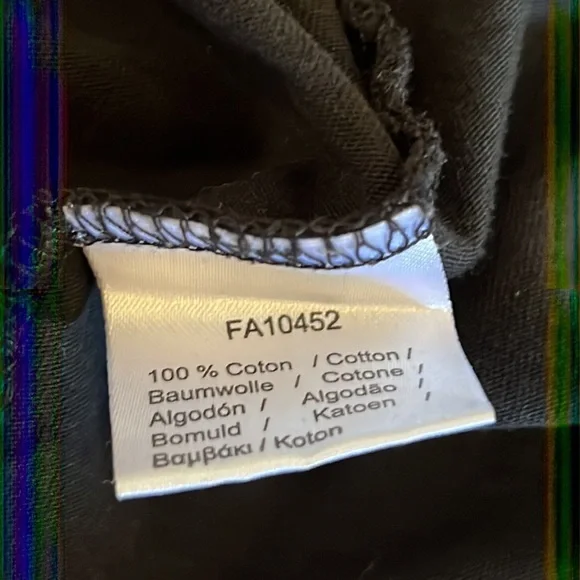 FA10452
100 % Coton / Cotton /
Baumwolle / Cotone /
Algodón / Algodão /
Bomuld / Katoen /
Βαμβάκι / Koton